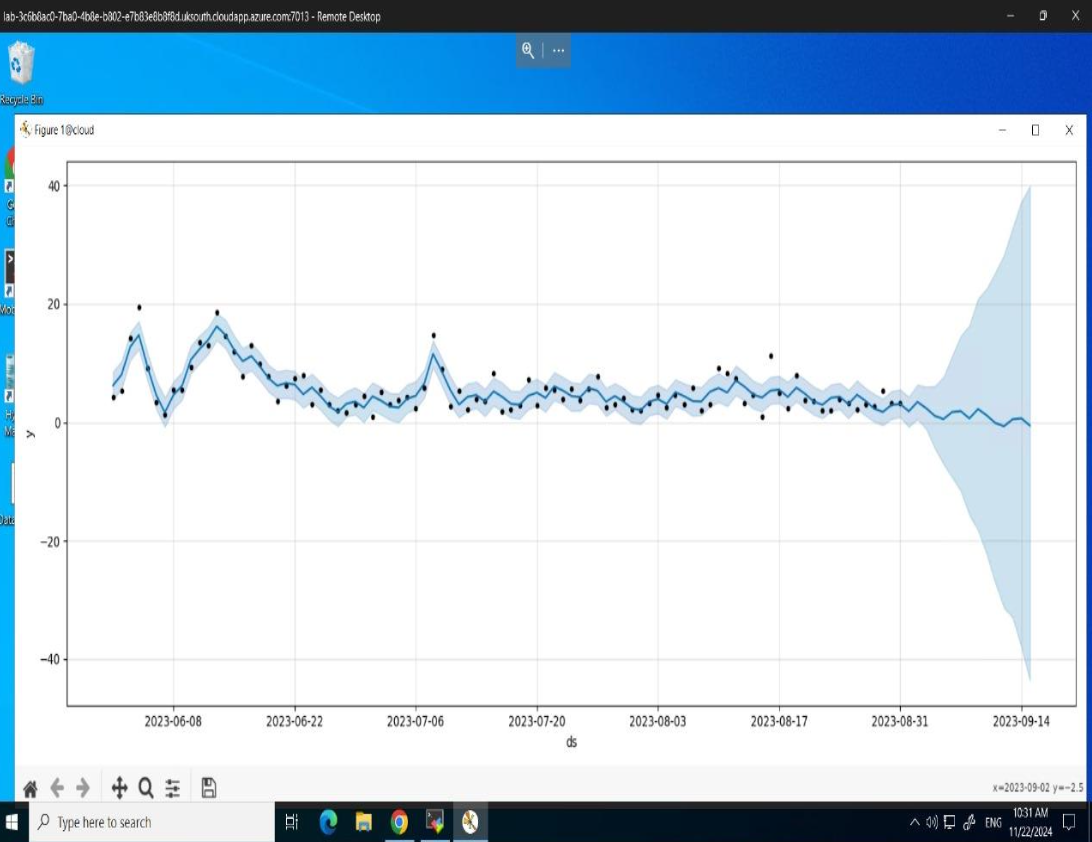 lab-3c6b8ac0-7ba0-4b8e-b802-e7b83e8b8f8d.uksouth.cloudapp.azure.com:7013 - Remote Desktop
Recycle Bin
Figure 1@cloud
40
20
0
−20
−40
y
2023-06-08
2023-06-22
2023-07-06
2023-07-20
2023-08-03
2023-08-17
2023-08-31
2023-09-14
ds
x=2023-09-02 y=−2.5
Type here to search
ENG
10:31 AM
11/22/2024